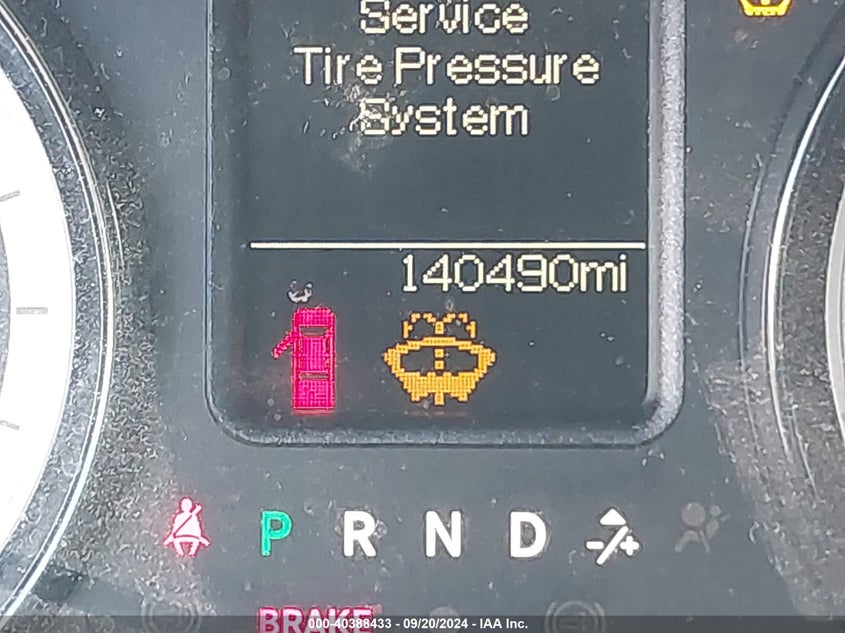 Service
Tire Pressure
System
140490mi
P R N D -/+
BRAKE
000-40388433 - 09/20/2024 - IAA Inc.